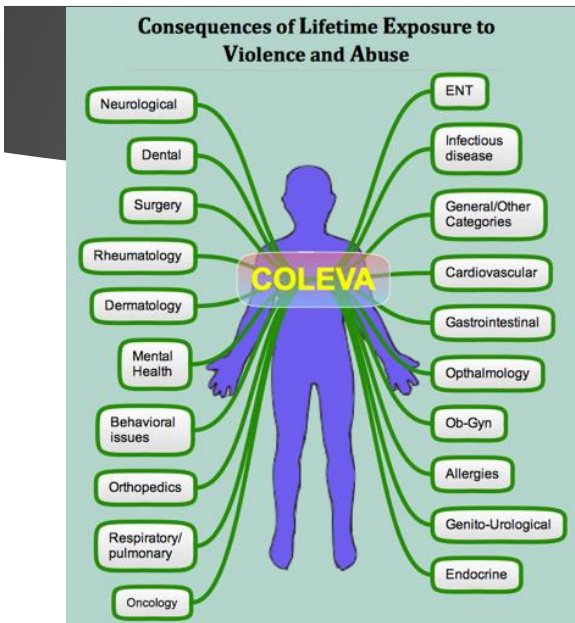 Consequences of Lifetime Exposure to
Violence and Abuse
Neurological
Dental
Surgery
Rheumatology
Dermatology
Mental
Health
Behavioral
issues
Orthopedics
Respiratory/
pulmonary
Oncology
COLEVA
ENT
Infectious
disease
General/Other
Categories
Cardiovascular
Gastrointestinal
Opthalmology
Ob-Gyn
Allergies
Genito-Urological
Endocrine